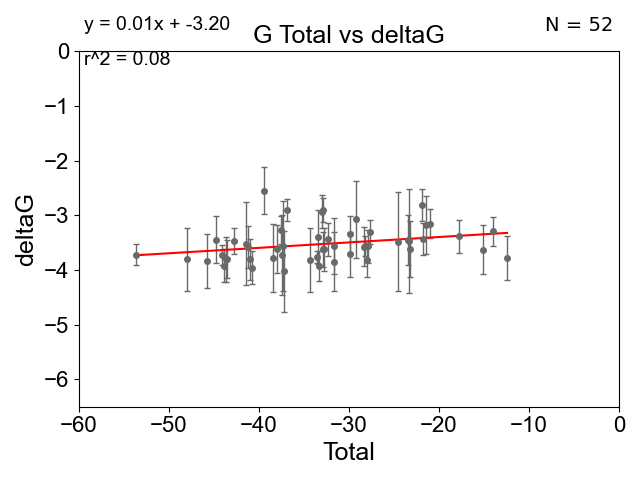 y = 0.01x + -3.20
G Total vs deltaG
N = 52
r^2 = 0.08
0
−1
−2
−3
−4
−5
−6
deltaG
−60
−50
−40
−30
−20
−10
0
Total